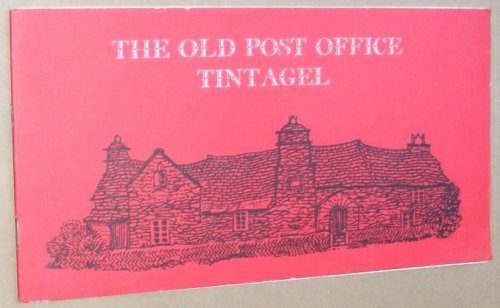 THE OLD POST OFFICE
TINTAGEL